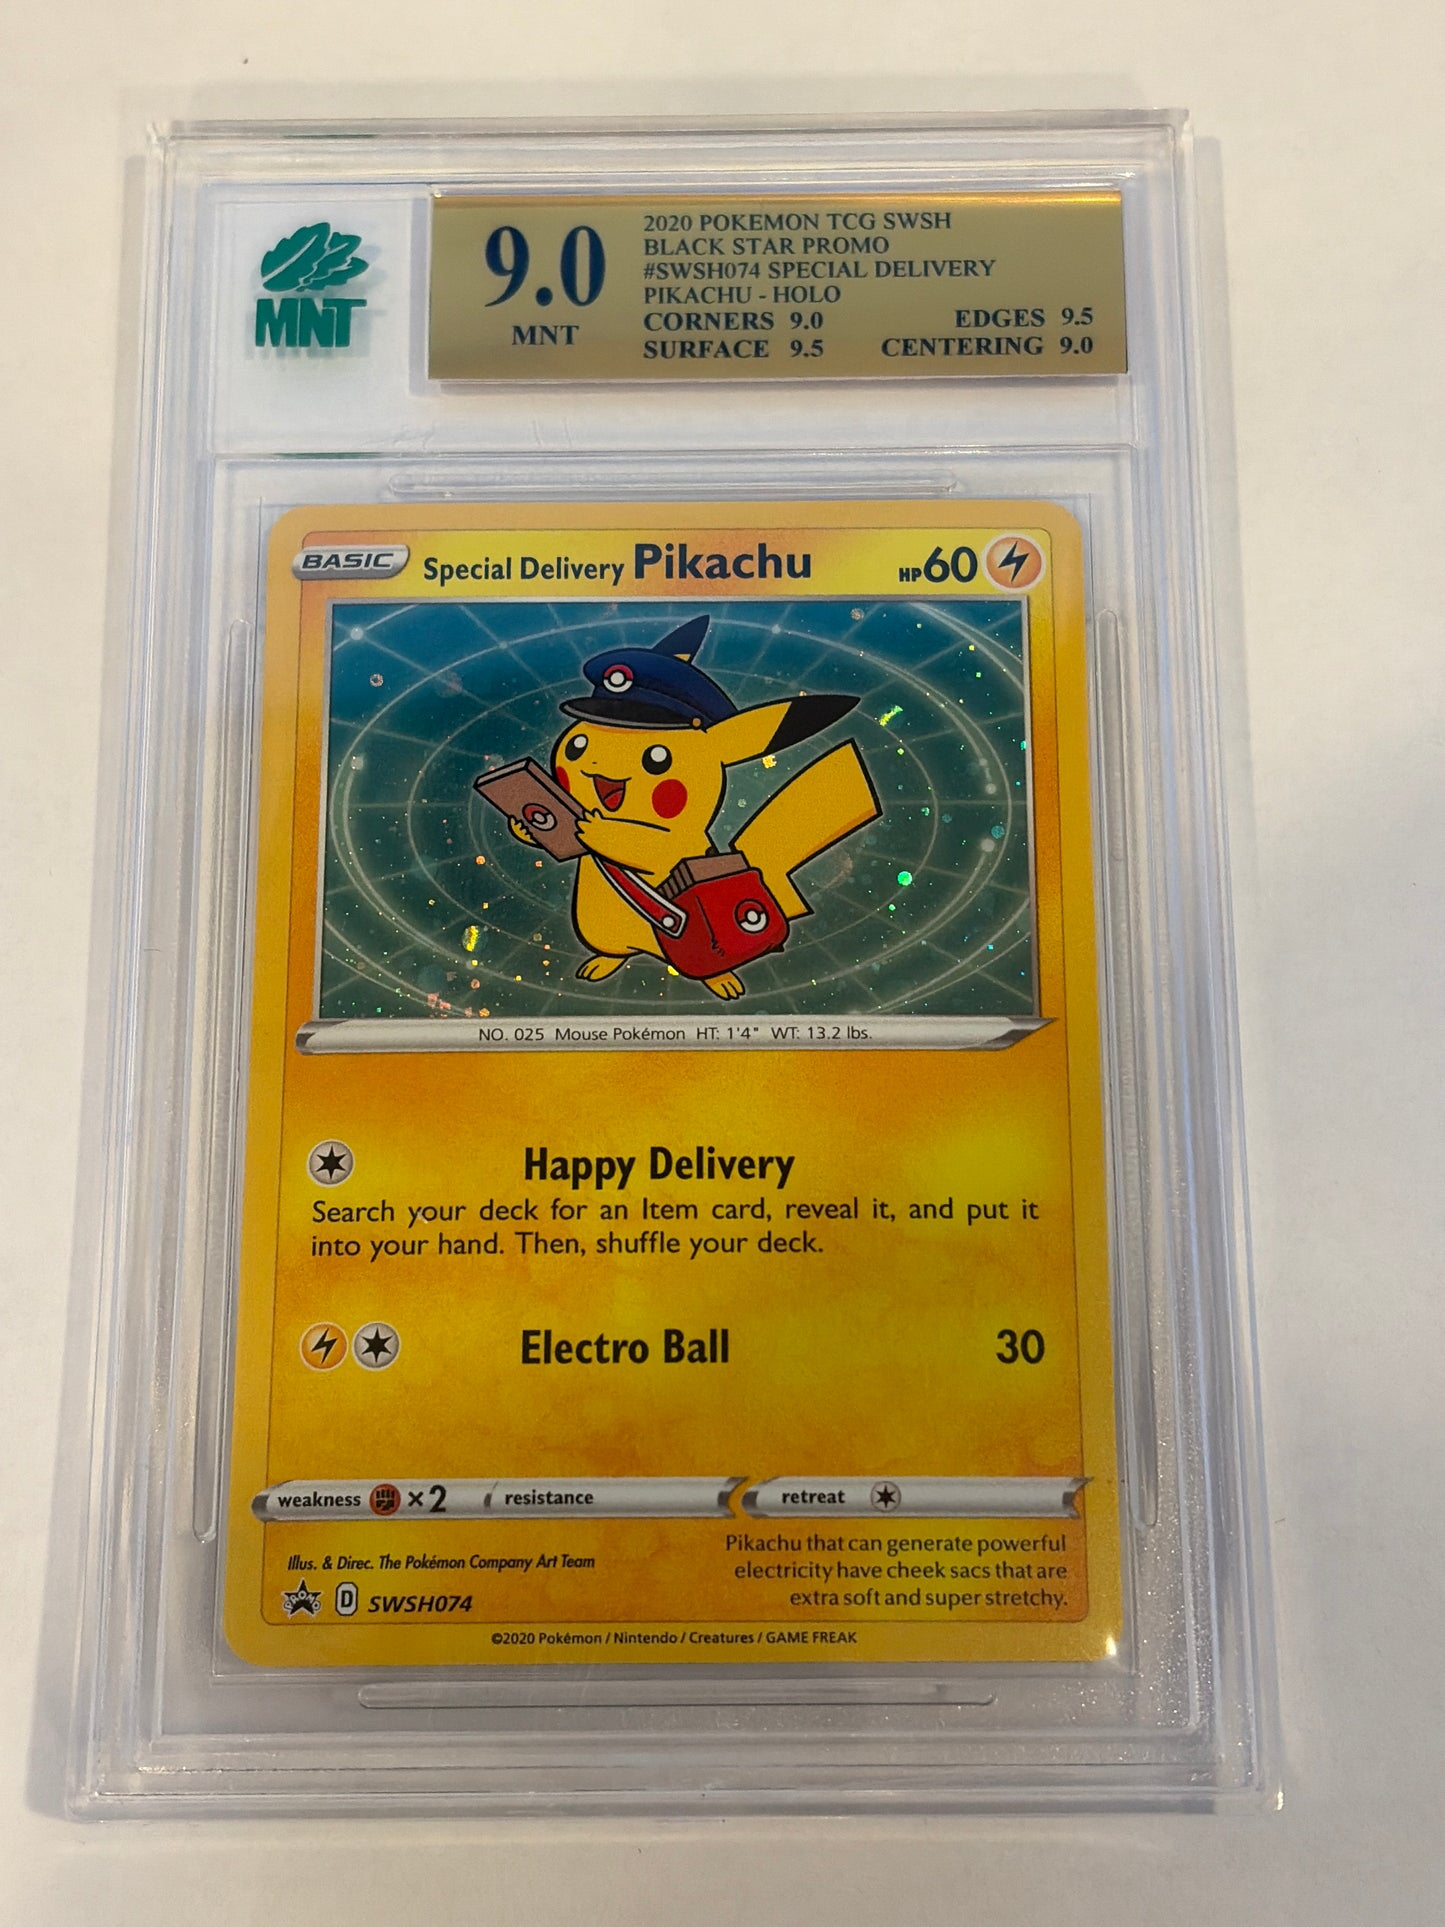 MNT
9.0
MNT
2020 POKEMON TCG SWSH
BLACK STAR PROMO
#SWSH074 SPECIAL DELIVERY
PIKACHU - HOLO
CORNERS 9.0 EDGES 9.5
SURFACE 9.5 CENTERING 9.0
BASIC Special Delivery Pikachu HP60
NO. 025 Mouse Pokémon HT: 1'4" WT: 13.2 lbs.
Happy Delivery
Search your deck for an Item card, reveal it, and put it
into your hand. Then, shuffle your deck.
Electro Ball 30
weakness ×2 resistance retreat
Illus. & Direc. The Pokémon Company Art Team
PROMO D SWSH074
Pikachu that can generate powerful
electricity have cheek sacs that are
extra soft and super stretchy.
©2020 Pokémon / Nintendo / Creatures / GAME FREAK